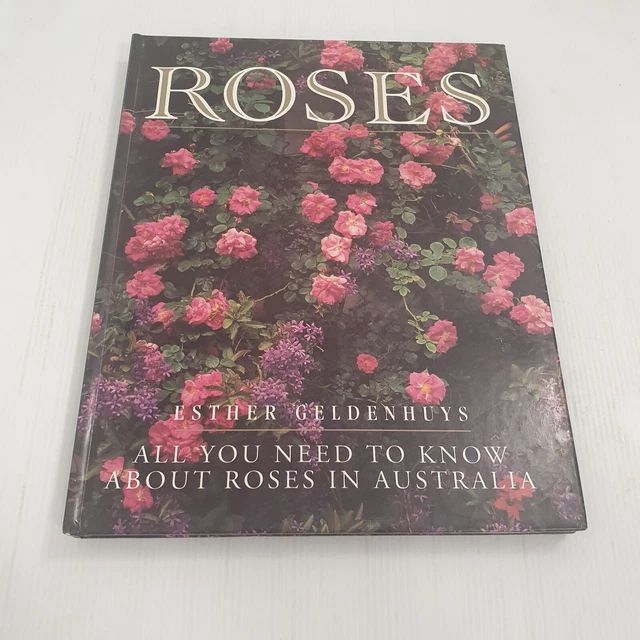 ROSES
ESTHER GELDENHUYS
ALL YOU NEED TO KNOW
ABOUT ROSES IN AUSTRALIA